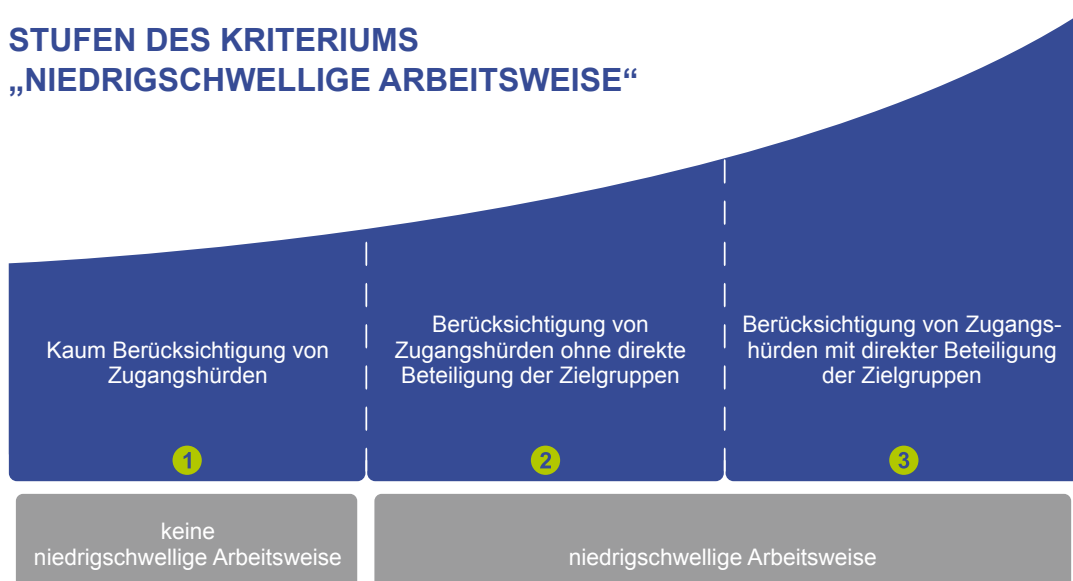 STUFEN DES KRITERIUMS
„NIEDRIGSCHWELLIGE ARBEITSWEISE“
Kaum Berücksichtigung von
Zugangshürden
1
Berücksichtigung von
Zugangshürden ohne direkte
Beteiligung der Zielgruppen
2
Berücksichtigung von Zugangs-
hürden mit direkter Beteiligung
der Zielgruppen
3
keine
niedrigschwellige Arbeitsweise
niedrigschwellige Arbeitsweise